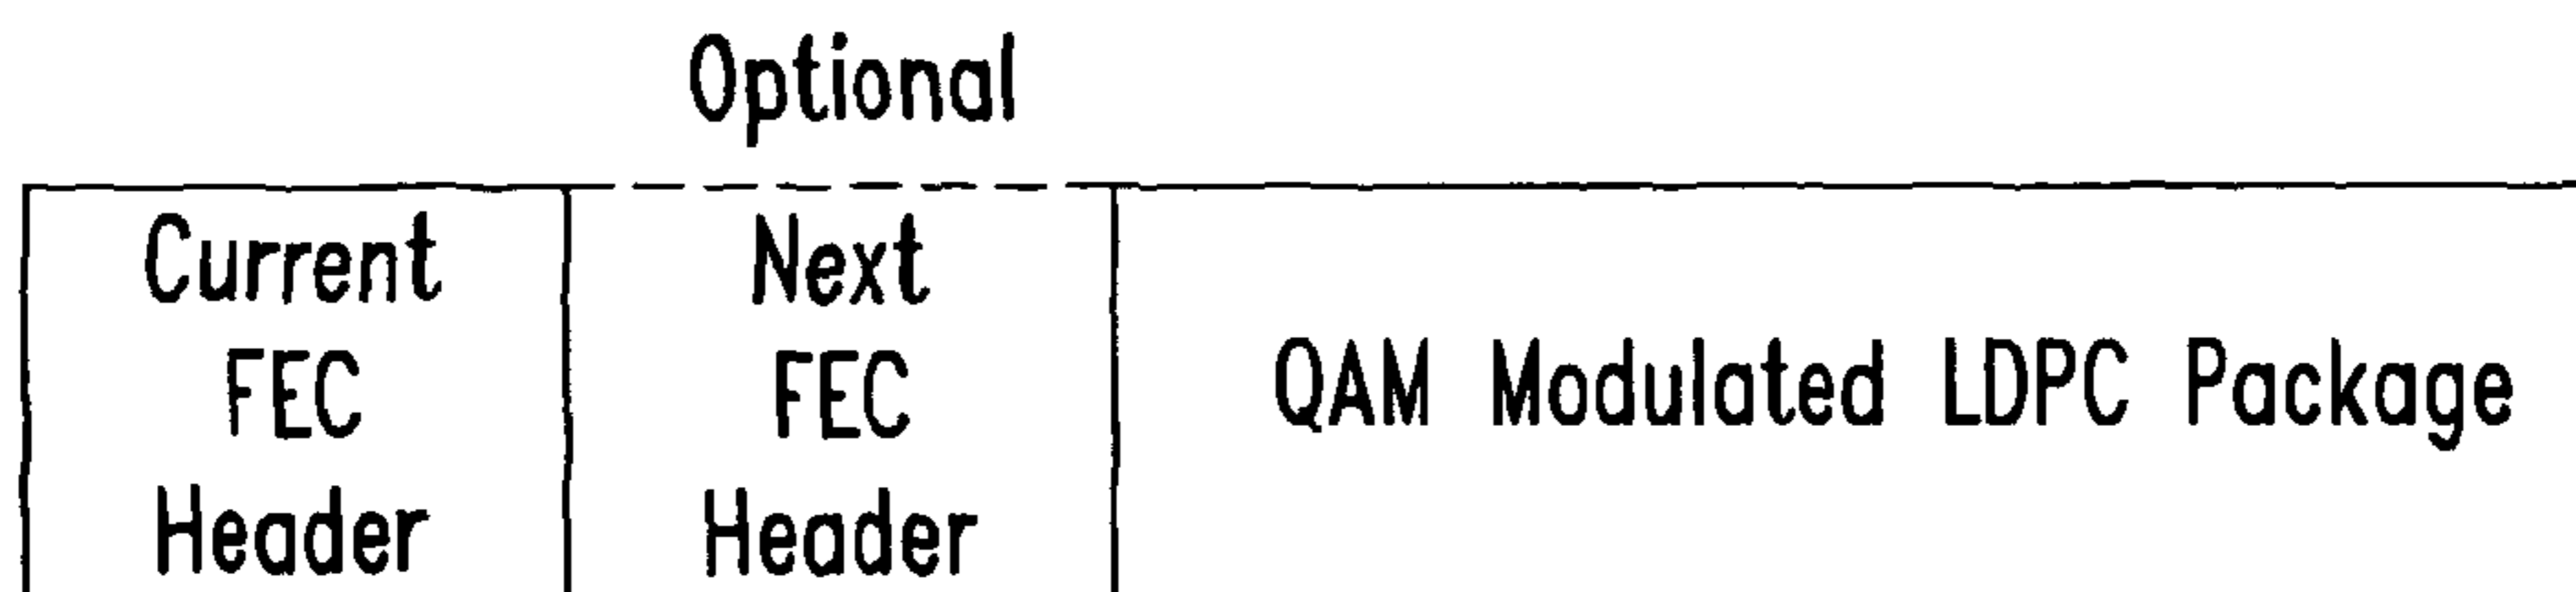 Optional
Current
FEC
Header
Next
FEC
Header
QAM Modulated LDPC Package